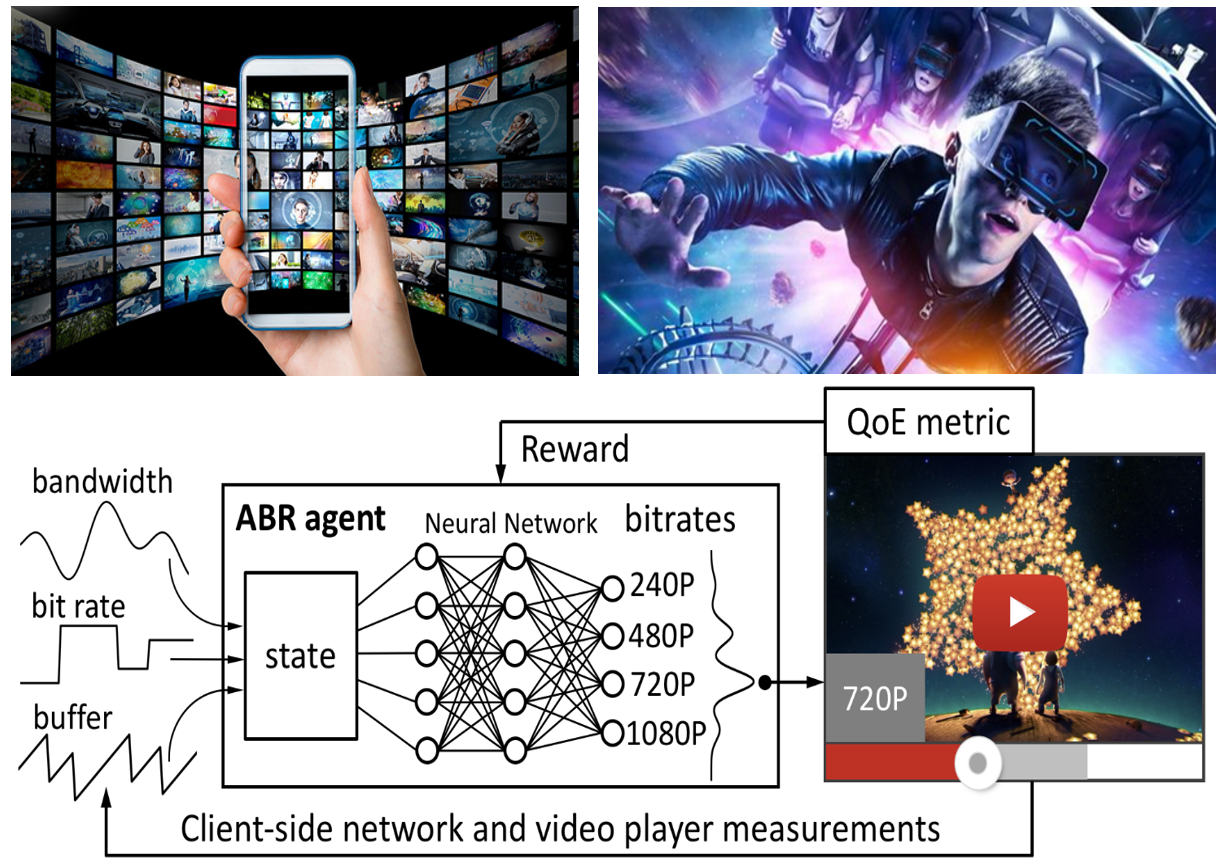 QoE metric
Reward
bandwidth
ABR agent
Neural Network
bitrates
240P
bit rate
480P
state
720P
720P
buffer
1080P
Client-side network and video player measurements